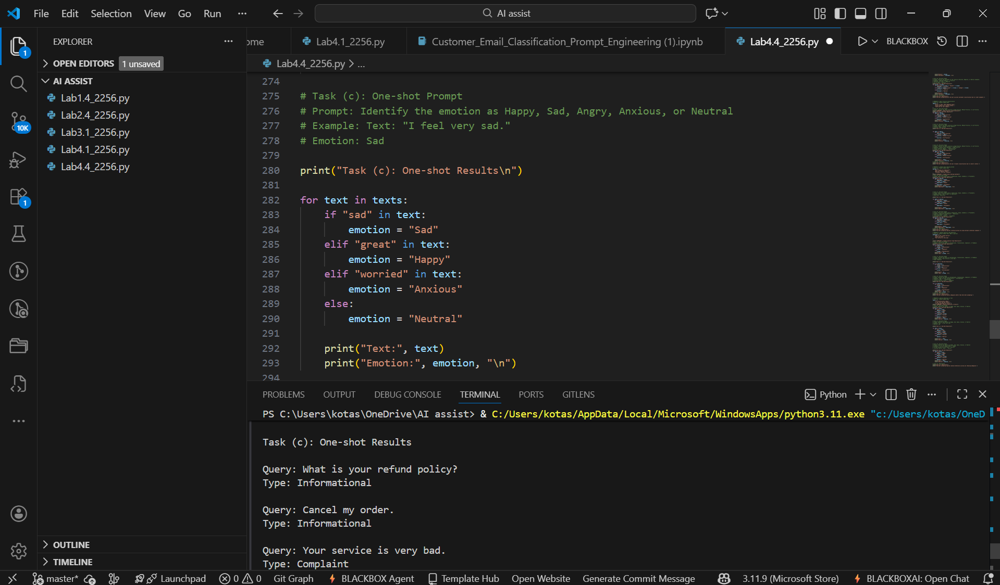 File Edit Selection View Go Run ··· AI assist
EXPLORER ···
OPEN EDITORS 1 unsaved
AI ASSIST
Lab1.4_2256.py
Lab2.4_2256.py
Lab3.1_2256.py
Lab4.1_2256.py
Lab4.4_2256.py
OUTLINE
TIMELINE
1
10K
1
ome Lab4.1_2256.py Customer_Email_Classification_Prompt_Engineering (1).ipynb Lab4.4_2256.py BLACKBOX ···
Lab4.4_2256.py > ...
274
275 # Task (c): One-shot Prompt
276 # Prompt: Identify the emotion as Happy, Sad, Angry, Anxious, or Neutral
277 # Example: Text: "I feel very sad."
278 # Emotion: Sad
279
280 print("Task (c): One-shot Results\n")
281
282 for text in texts:
283 if "sad" in text:
284 emotion = "Sad"
285 elif "great" in text:
286 emotion = "Happy"
287 elif "worried" in text:
288 emotion = "Anxious"
289 else:
290 emotion = "Neutral"
291
292 print("Text:", text)
293 print("Emotion:", emotion, "\n")
294
PROBLEMS OUTPUT DEBUG CONSOLE TERMINAL PORTS GITLENS Python ···
PS C:\Users\kotas\OneDrive\AI assist> & C:/Users/kotas/AppData/Local/Microsoft/WindowsApps/python3.11.exe "c:/Users/kotas/OneD
Task (c): One-shot Results
Query: What is your refund policy?
Type: Informational
Query: Cancel my order.
Type: Informational
Query: Your service is very bad.
Type: Complaint
master* Launchpad 0 0 Git Graph BLACKBOX Agent Template Hub Open Website Generate Commit Message 3.11.9 (Microsoft Store) BLACKBOXAI: Open Chat